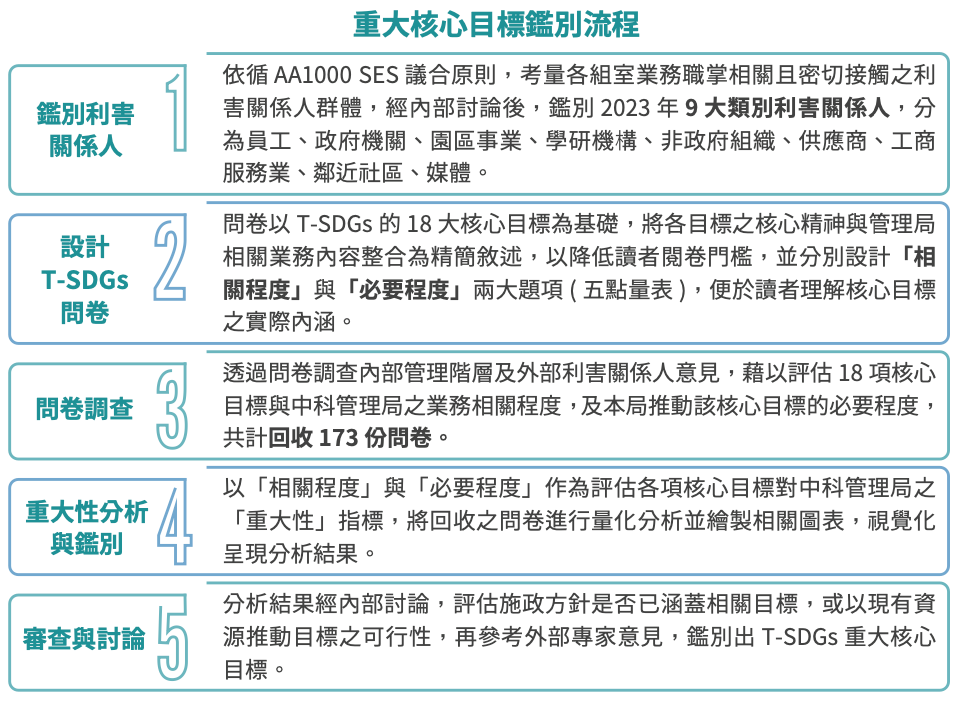 重大核心目標鑑別流程
鑑別利害
關係人
1
依循 AA1000 SES 議合原則，考量各組室業務職掌相關且密切接觸之利
害關係人群體，經內部討論後，鑑別 2023 年 9 大類別利害關係人，分
為員工、政府機關、園區事業、學研機構、非政府組織、供應商、工商
服務業、鄰近社區、媒體。
設計
T-SDGs
問卷
2
問卷以 T-SDGs 的 18 大核心目標為基礎，將各目標之核心精神與管理局
相關業務內容整合為精簡敘述，以降低讀者閱卷門檻，並分別設計「相
關程度」與「必要程度」兩大題項 ( 五點量表 )，便於讀者理解核心目標
之實際內涵。
問卷調查
3
透過問卷調查內部管理階層及外部利害關係人意見，藉以評估 18 項核心
目標與中科管理局之業務相關程度，及本局推動該核心目標的必要程度，
共計回收 173 份問卷。
重大性分析
與鑑別
4
以「相關程度」與「必要程度」作為評估各項核心目標對中科管理局之
「重大性」指標，將回收之問卷進行量化分析並繪製相關圖表，視覺化
呈現分析結果。
審查與討論
5
分析結果經內部討論，評估施政方針是否已涵蓋相關目標，或以現有資
源推動目標之可行性，再參考外部專家意見，鑑別出 T-SDGs 重大核心
目標。